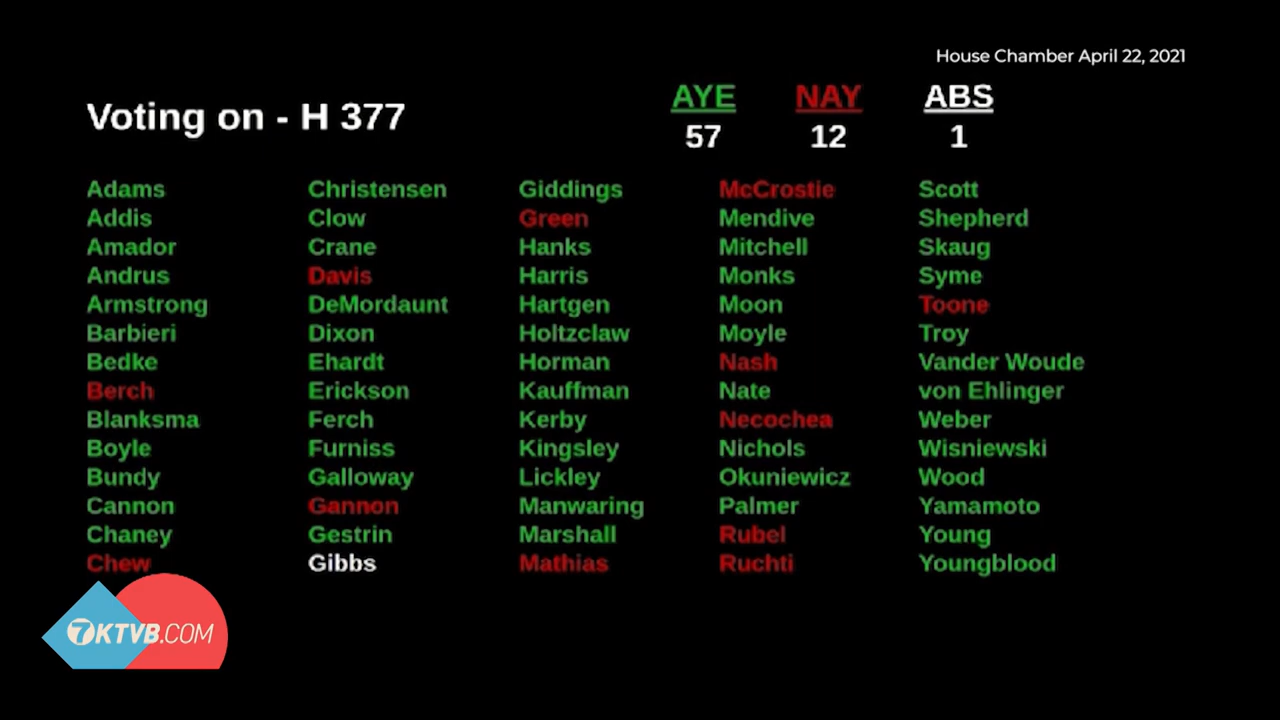 House Chamber April 22, 2021
Voting on - H 377
AYE NAY ABS
57 12 1
Adams Christensen Giddings McCrostie Scott
Addis Clow Green Mendive Shepherd
Amador Crane Hanks Mitchell Skaug
Andrus Davis Harris Monks Syme
Armstrong DeMordaunt Hartgen Moon Toone
Barbieri Dixon Holtzclaw Moyle Troy
Bedke Ehardt Horman Nash Vander Woude
Berch Erickson Kauffman Nate von Ehlinger
Blanksma Ferch Kerby Necochea Weber
Boyle Furniss Kingsley Nichols Wisniewski
Bundy Galloway Lickley Okuniewicz Wood
Cannon Gannon Manwaring Palmer Yamamoto
Chaney Gestrin Marshall Rubel Young
Chew Gibbs Mathias Ruchti Youngblood
7KTVB.COM